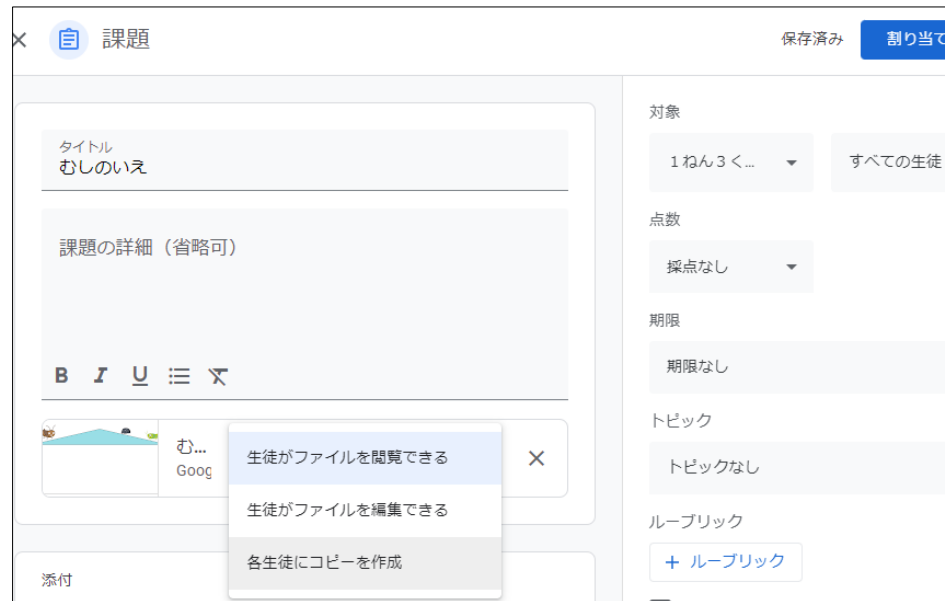 課題
保存済み
割り当て
タイトル
むしのいえ
課題の詳細（省略可）
B I U
む...
Goog
生徒がファイルを閲覧できる
生徒がファイルを編集できる
各生徒にコピーを作成
添付
対象
1ねん3く...
すべての生徒
点数
採点なし
期限
期限なし
トピック
トピックなし
ルーブリック
+ ルーブリック